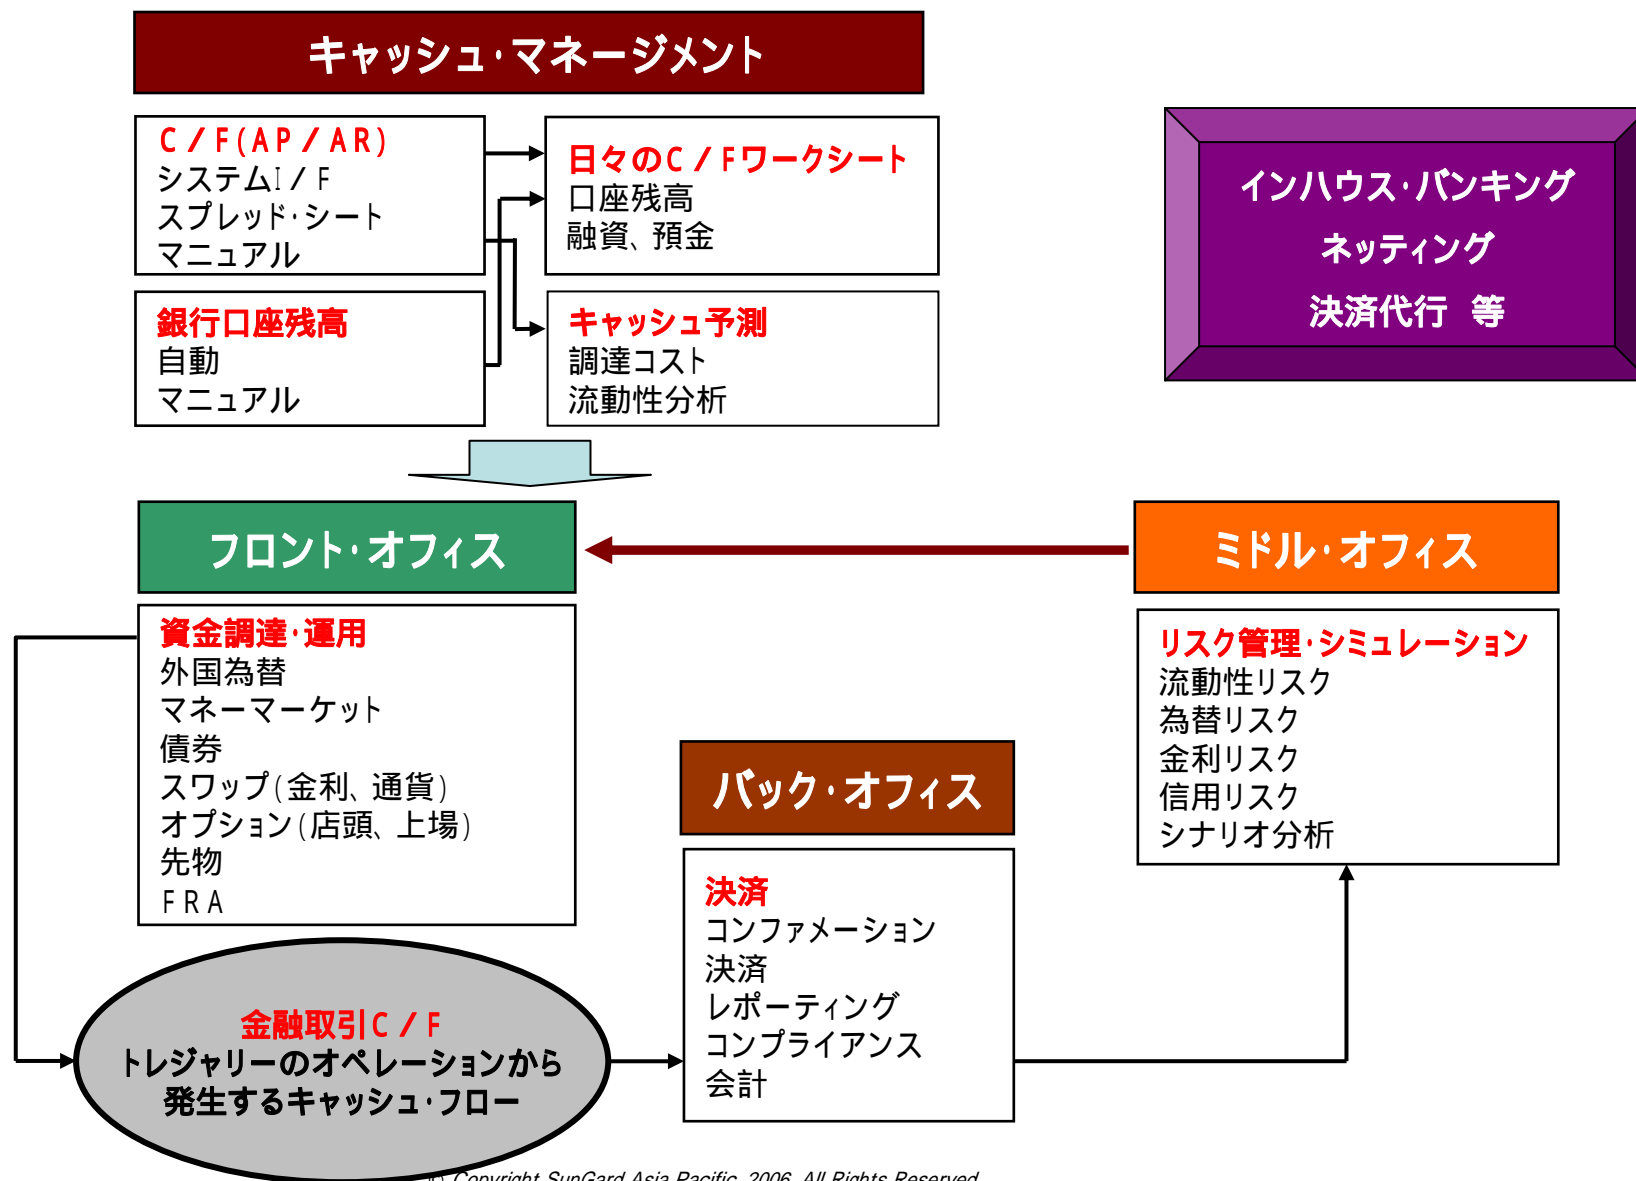 キャッシュ・マネージメント
C/F(AP/AR)
システムI/F
スプレッド・シート
マニュアル
日々のC/Fワークシート
口座残高
融資、預金
銀行口座残高
自動
マニュアル
キャッシュ予測
調達コスト
流動性分析
インハウス・バンキング
ネッティング
決済代行 等
フロント・オフィス
資金調達・運用
外国為替
マネーマーケット
債券
スワップ(金利、通貨)
オプション(店頭、上場)
先物
FRA
ミドル・オフィス
リスク管理・シミュレーション
流動性リスク
為替リスク
金利リスク
信用リスク
シナリオ分析
バック・オフィス
決済
コンファメーション
決済
レポーティング
コンプライアンス
会計
金融取引C/F
トレジャリーのオペレーションから
発生するキャッシュ・フロー
© Copyright SunGard Asia Pacific, 2006, All Rights Reserved